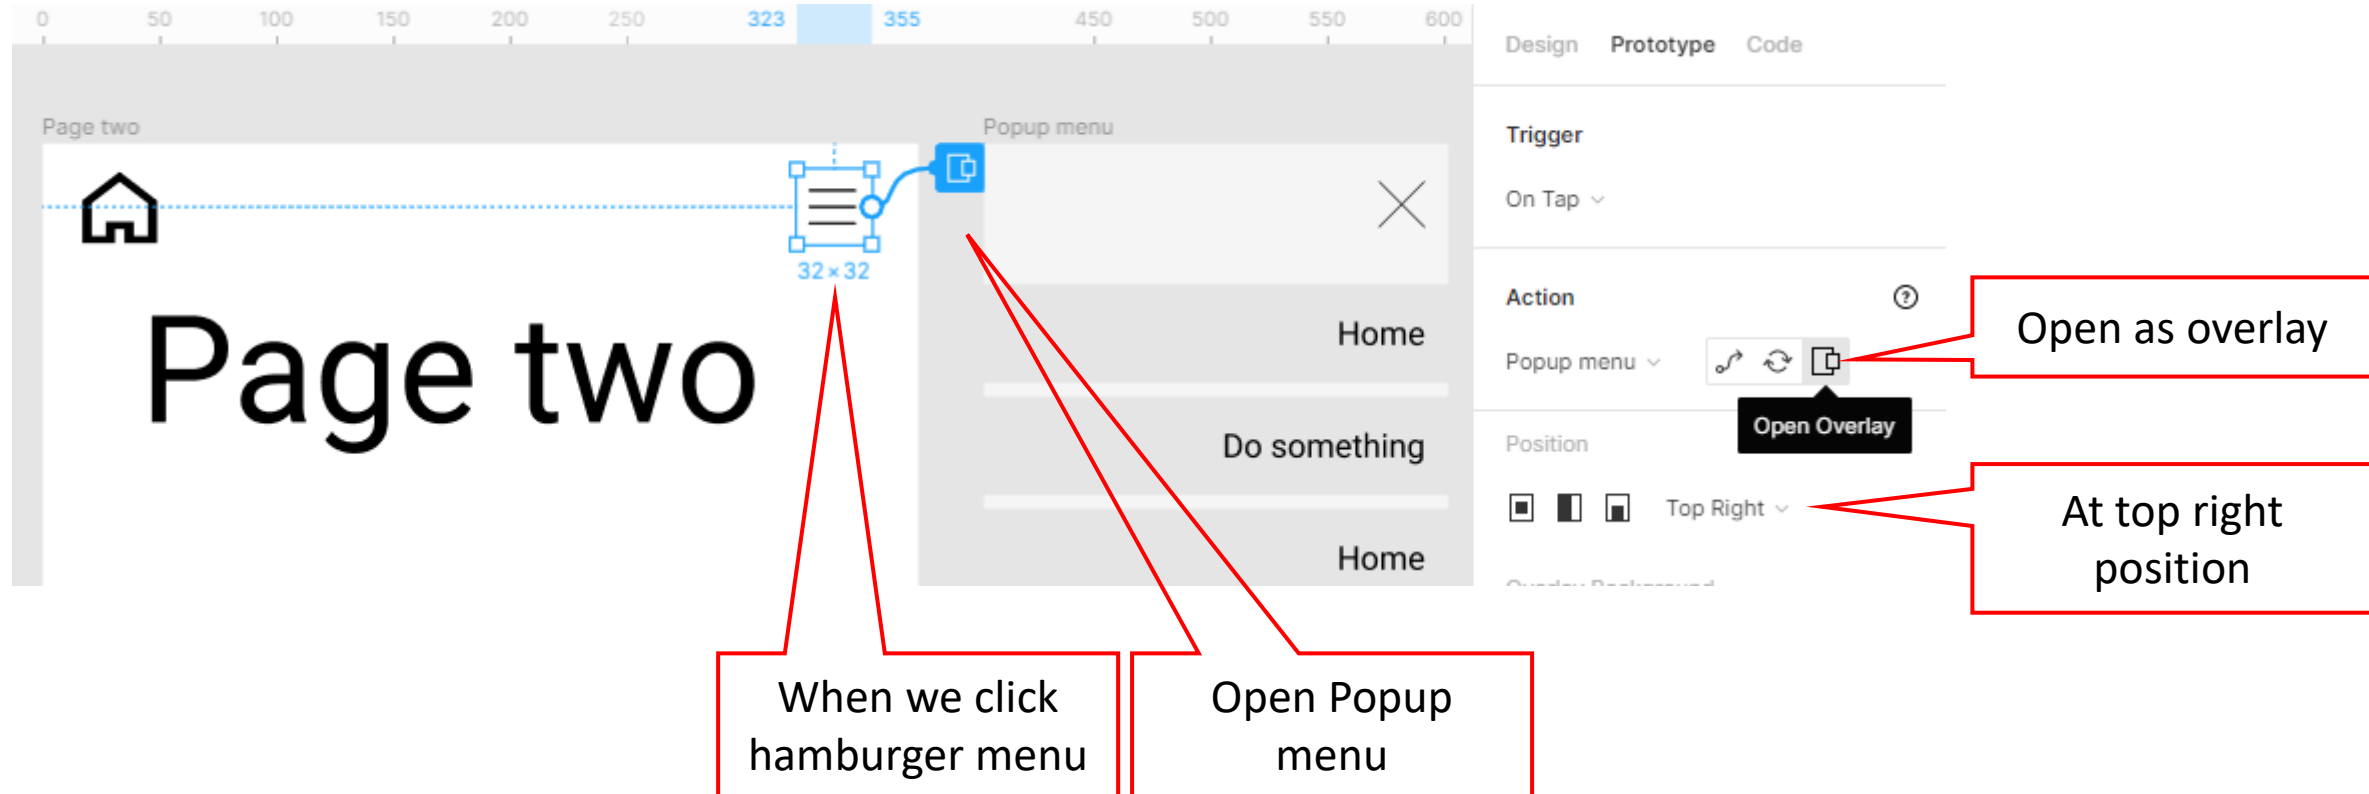 0 50 100 150 200 250 323 355 450 500 550 600
Design Prototype Code
Page two
Popup menu
Trigger
On Tap
32×32
Page two
Home
Do something
Home
Action
Popup menu
Open Overlay
Position
Top Right
Overlay Background
Open as overlay
At top right
position
When we click
hamburger menu
Open Popup
menu